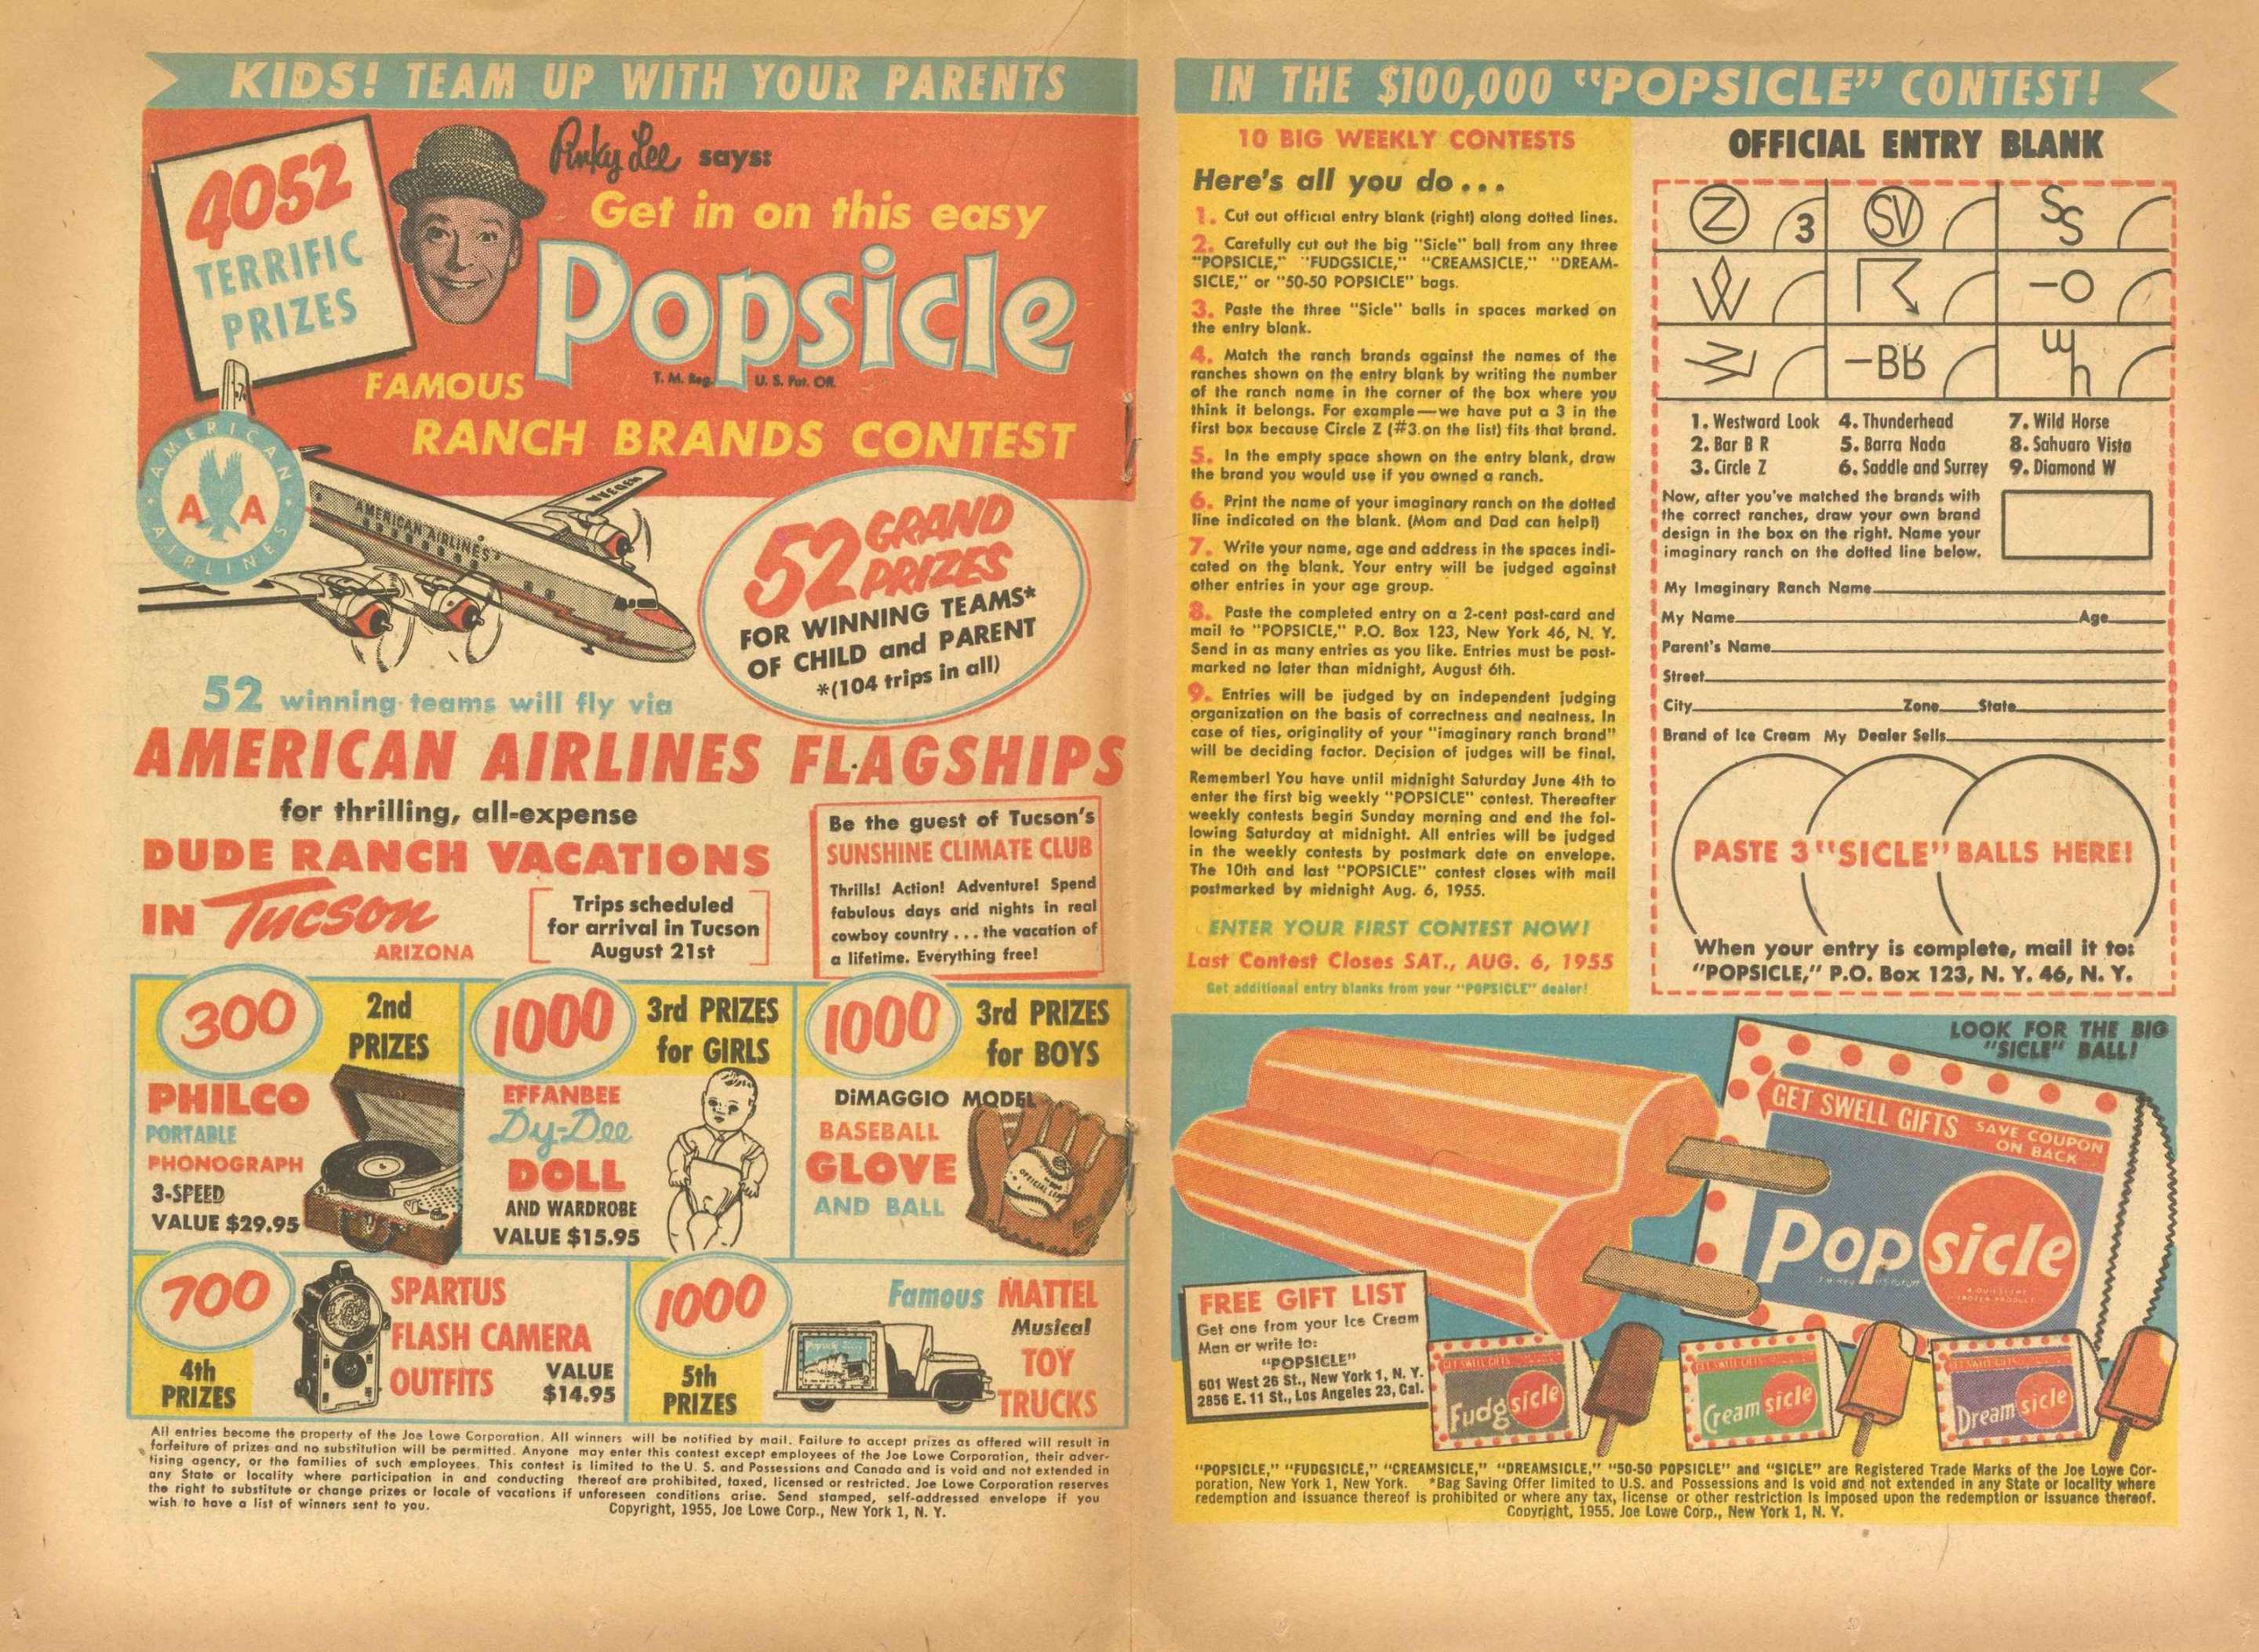 KIDS! TEAM UP WITH YOUR PARENTS
4052
TERRIFIC
PRIZES
Pinky Lee says:
Get in on this easy
Popsicle
T. M. Reg. U. S. Pat. Off.
FAMOUS
RANCH BRANDS CONTEST
AMERICAN
A A
AIRLINES
AMERICAN AIRLINES
52 GRAND
PRIZES
FOR WINNING TEAMS*
OF CHILD and PARENT
*(104 trips in all)
52 winning teams will fly via
AMERICAN AIRLINES FLAGSHIPS
for thrilling, all-expense
DUDE RANCH VACATIONS
IN Tucson
ARIZONA
Trips scheduled
for arrival in Tucson
August 21st
Be the guest of Tucson's
SUNSHINE CLIMATE CLUB
Thrills! Action! Adventure! Spend
fabulous days and nights in real
cowboy country . . . the vacation of
a lifetime. Everything free!
300
2nd
PRIZES
PHILCO
PORTABLE
PHONOGRAPH
3-SPEED
VALUE $29.95
1000
3rd PRIZES
for GIRLS
EFFANBEE
Dy-Dee
DOLL
AND WARDROBE
VALUE $15.95
1000
3rd PRIZES
for BOYS
DiMAGGIO MODEL
BASEBALL
GLOVE
AND BALL
700
4th
PRIZES
SPARTUS
FLASH CAMERA
OUTFITS
VALUE
$14.95
1000
5th
PRIZES
Famous MATTEL
Musical
TOY
TRUCKS
All entries become the property of the Joe Lowe Corporation. All winners will be notified by mail. Failure to accept prizes as offered will result in
forfeiture of prizes and no substitution will be permitted. Anyone may enter this contest except employees of the Joe Lowe Corporation, their adver-
tising agency, or the families of such employees. This contest is limited to the U. S. and Possessions and Canada and is void and not extended in
any State or locality where participation in and conducting thereof are prohibited, taxed, licensed or restricted. Joe Lowe Corporation reserves
the right to substitute or change prizes or locale of vacations if unforeseen conditions arise. Send stamped, self-addressed envelope if you
wish to have a list of winners sent to you.
Copyright, 1955, Joe Lowe Corp., New York 1, N. Y.
IN THE $100,000 "POPSICLE" CONTEST!
10 BIG WEEKLY CONTESTS
Here's all you do . . .
1. Cut out official entry blank (right) along dotted lines.
2. Carefully cut out the big "Sicle" ball from any three
"POPSICLE," "FUDGSICLE," "CREAMSICLE," "DREAM-
SICLE," or "50-50 POPSICLE" bags.
3. Paste the three "Sicle" balls in spaces marked on
the entry blank.
4. Match the ranch brands against the names of the
ranches shown on the entry blank by writing the number
of the ranch name in the corner of the box where you
think it belongs. For example—we have put a 3 in the
first box because Circle Z (#3 on the list) fits that brand.
5. In the empty space shown on the entry blank, draw
the brand you would use if you owned a ranch.
6. Print the name of your imaginary ranch on the dotted
line indicated on the blank. (Mom and Dad can help!)
7. Write your name, age and address in the spaces indi-
cated on the blank. Your entry will be judged against
other entries in your age group.
8. Paste the completed entry on a 2-cent post-card and
mail to "POPSICLE," P.O. Box 123, New York 46, N. Y.
Send in as many entries as you like. Entries must be post-
marked no later than midnight, August 6th.
9. Entries will be judged by an independent judging
organization on the basis of correctness and neatness. In
case of ties, originality of your "imaginary ranch brand"
will be deciding factor. Decision of judges will be final.
Remember! You have until midnight Saturday June 4th to
enter the first big weekly "POPSICLE" contest. Thereafter
weekly contests begin Sunday morning and end the fol-
lowing Saturday at midnight. All entries will be judged
in the weekly contests by postmark date on envelope.
The 10th and last "POPSICLE" contest closes with mail
postmarked by midnight Aug. 6, 1955.
ENTER YOUR FIRST CONTEST NOW!
Last Contest Closes SAT., AUG. 6, 1955
Get additional entry blanks from your "POPSICLE" dealer!
OFFICIAL ENTRY BLANK
Z 3 SV SS
W R -O
W -BR
1. Westward Look 4. Thunderhead 7. Wild Horse
2. Bar B R 5. Barra Nada 8. Sahuaro Vista
3. Circle Z 6. Saddle and Surrey 9. Diamond W
Now, after you've matched the brands with
the correct ranches, draw your own brand
design in the box on the right. Name your
imaginary ranch on the dotted line below.
My Imaginary Ranch Name
My Name Age
Parent's Name
Street
City Zone State
Brand of Ice Cream My Dealer Sells
PASTE 3 "SICLE" BALLS HERE!
When your entry is complete, mail it to:
"POPSICLE," P.O. Box 123, N. Y. 46, N. Y.
LOOK FOR THE BIG
"SICLE" BALL!
GET SWELL GIFTS SAVE COUPON
ON BACK
Popsicle
FREE GIFT LIST
Get one from your Ice Cream
Man or write to:
"POPSICLE"
601 West 26 St., New York 1, N. Y.
2856 E. 11 St., Los Angeles 23, Cal.
GET SWELL GIFTS
Fudgsicle
GET SWELL GIFTS
Creamsicle
GET SWELL GIFTS
Dreamsicle
"POPSICLE," "FUDGSICLE," "CREAMSICLE," "DREAMSICLE," "50-50 POPSICLE" and "SICLE" are Registered Trade Marks of the Joe Lowe Cor-
poration, New York 1, New York. *Bag Saving Offer limited to U.S. and Possessions and is void and not extended in any State or locality where
redemption and issuance thereof is prohibited or where any tax, license or other restriction is imposed upon the redemption or issuance thereof.
Copyright, 1955, Joe Lowe Corp., New York 1, N. Y.